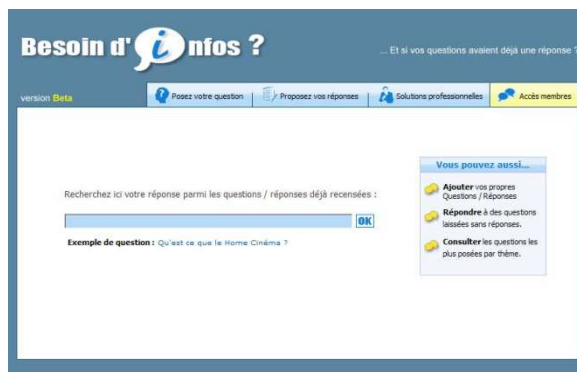 Besoin d'infos ?
... Et si vos questions avaient déjà une réponse ?
version Beta
Posez votre question
Proposez vos réponses
Solutions professionnelles
Accès membres
Recherchez ici votre réponse parmi les questions / réponses déjà recensées :
OK
Exemple de question : Qu'est ce que le Home Cinéma ?
Vous pouvez aussi...
Ajouter vos propres
Questions / Réponses
Répondre à des questions
laissées sans réponses.
Consulter les questions les
plus posées par thème.